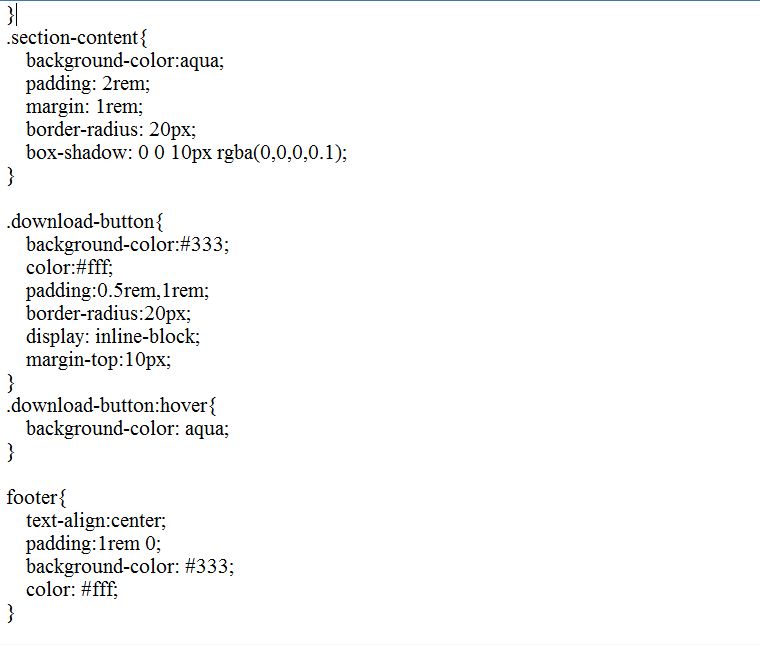 }
.section-content{
background-color:aqua;
padding: 2rem;
margin: 1rem;
border-radius: 20px;
box-shadow: 0 0 10px rgba(0,0,0,0.1);
}
.download-button{
background-color:#333;
color:#fff;
padding:0.5rem,1rem;
border-radius:20px;
display: inline-block;
margin-top:10px;
}
.download-button:hover{
background-color: aqua;
}
footer{
text-align:center;
padding:1rem 0;
background-color: #333;
color: #fff;
}